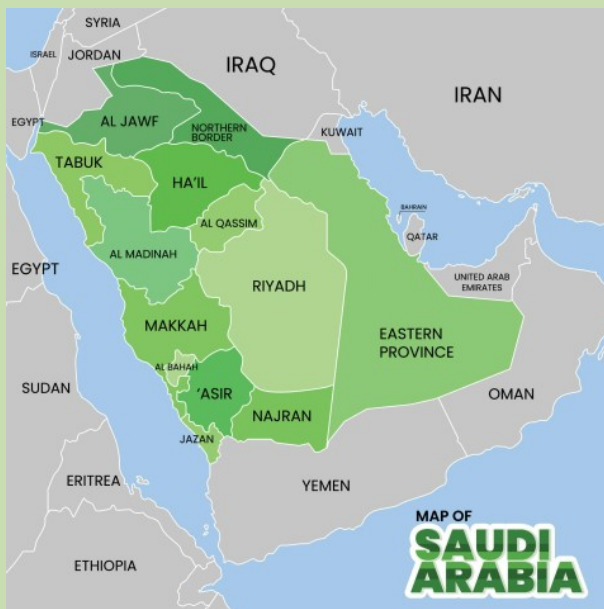 SYRIA
ISRAEL
JORDAN
IRAQ
IRAN
EGYPT
AL JAWF
NORTHERN
BORDER
KUWAIT
TABUK
HA'IL
BAHRAIN
AL QASSIM
QATAR
AL MADINAH
EGYPT
UNITED ARAB
EMIRATES
RIYADH
MAKKAH
EASTERN
PROVINCE
AL BAHAH
SUDAN
'ASIR
OMAN
NAJRAN
JAZAN
ERITREA
YEMEN
MAP OF
SAUDI
ARABIA
ETHIOPIA